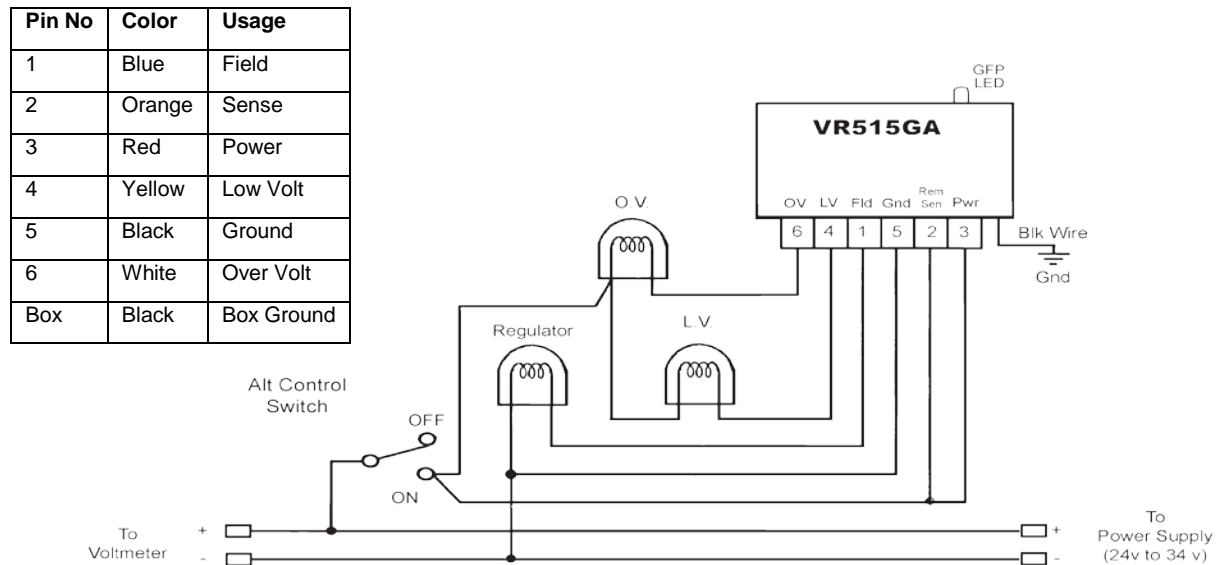 Pin No Color Usage
1 Blue Field
2 Orange Sense
3 Red Power
4 Yellow Low Volt
5 Black Ground
6 White Over Volt
Box Black Box Ground
GFP
LED
VR515GA
OV LV Fld Gnd Rem Sen Pwr
6 4 1 5 2 3
Blk Wire
Gnd
O.V.
Regulator
L.V.
Alt Control
Switch
OFF
ON
To
Voltmeter
+
-
+
-
To
Power Supply
(24v to 34 v)